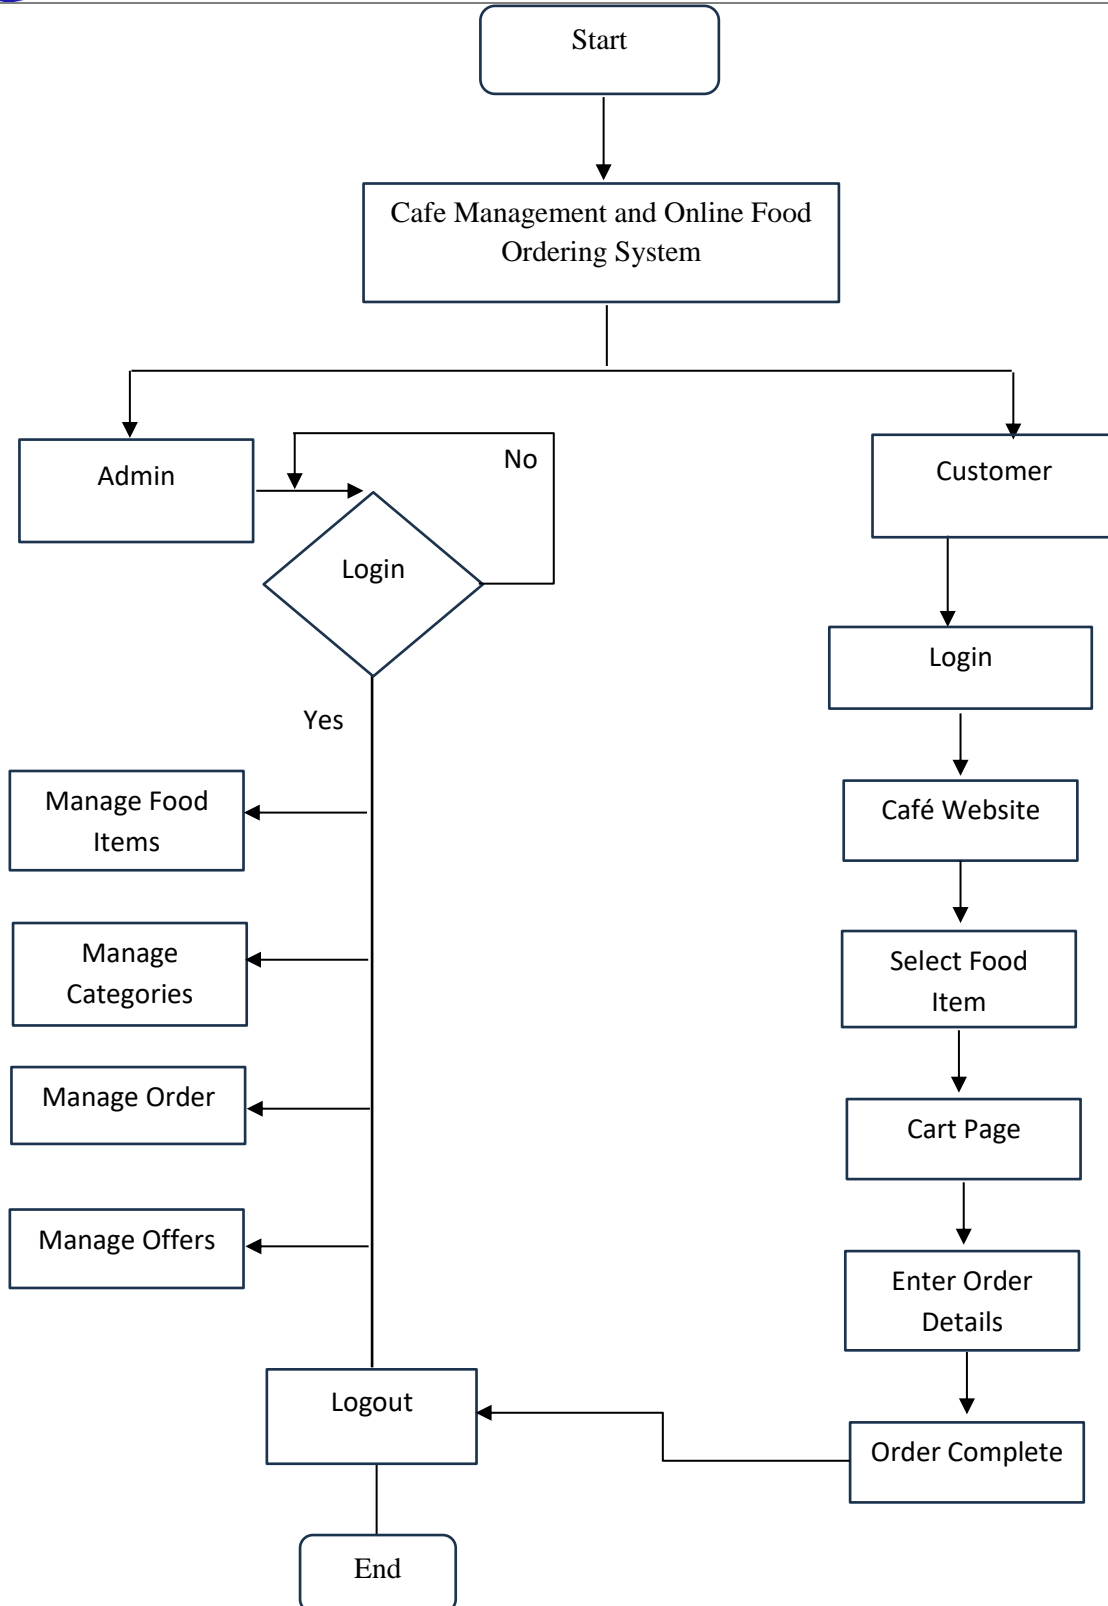 Start
Cafe Management and Online Food
Ordering System
Admin
No
Customer
Login
Login
Yes
Manage Food
Items
Café Website
Manage
Categories
Select Food
Item
Manage Order
Cart Page
Manage Offers
Enter Order
Details
Logout
Order Complete
End